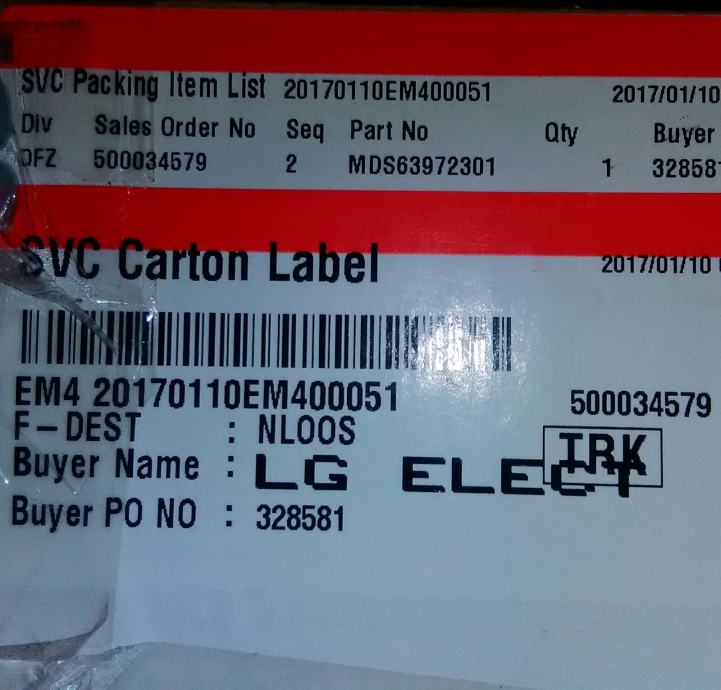 SVC Packing Item List 20170110EM400051 2017/01/10
Div Sales Order No Seq Part No Qty Buyer
DFZ 500034579 2 MDS63972301 1 328581
SVC Carton Label 2017/01/10
EM4 20170110EM400051 500034579
F-DEST : NLOOS
Buyer Name : LG ELECT TRK
Buyer PO NO : 328581